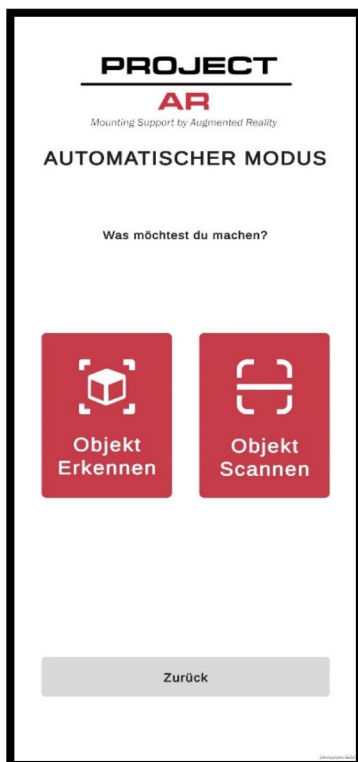 PROJECT
AR
Mounting Support by Augmented Reality
AUTOMATISCHER MODUS
Was möchtest du machen?
Objekt
Erkennen
Objekt
Scannen
Zurück